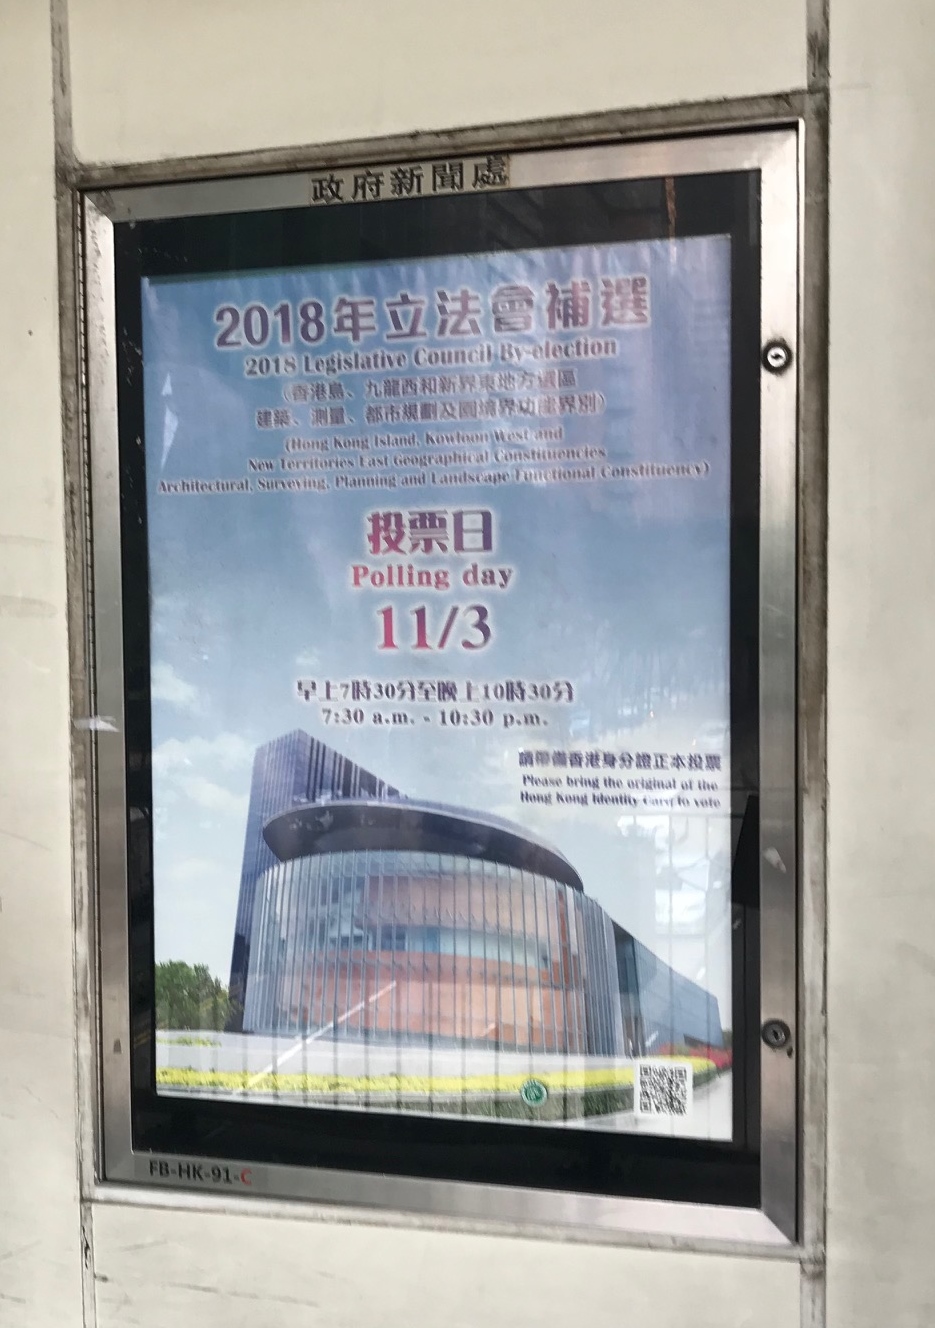 政府新聞處
2018年立法會補選
2018 Legislative Council By-election
(香港島、九龍西和新界東地方選區
建築、測量、都市規劃及園境界功能界別)
(Hong Kong Island, Kowloon West and
New Territories East Geographical Constituencies
Architectural, Surveying, Planning and Landscape Functional Constituency)
投票日
Polling day
11/3
早上7時30分至晚上10時30分
7:30 a.m. - 10:30 p.m.
請帶備香港身分證正本投票
Please bring the original of the
Hong Kong Identity Card to vote
FB-HK-91-C